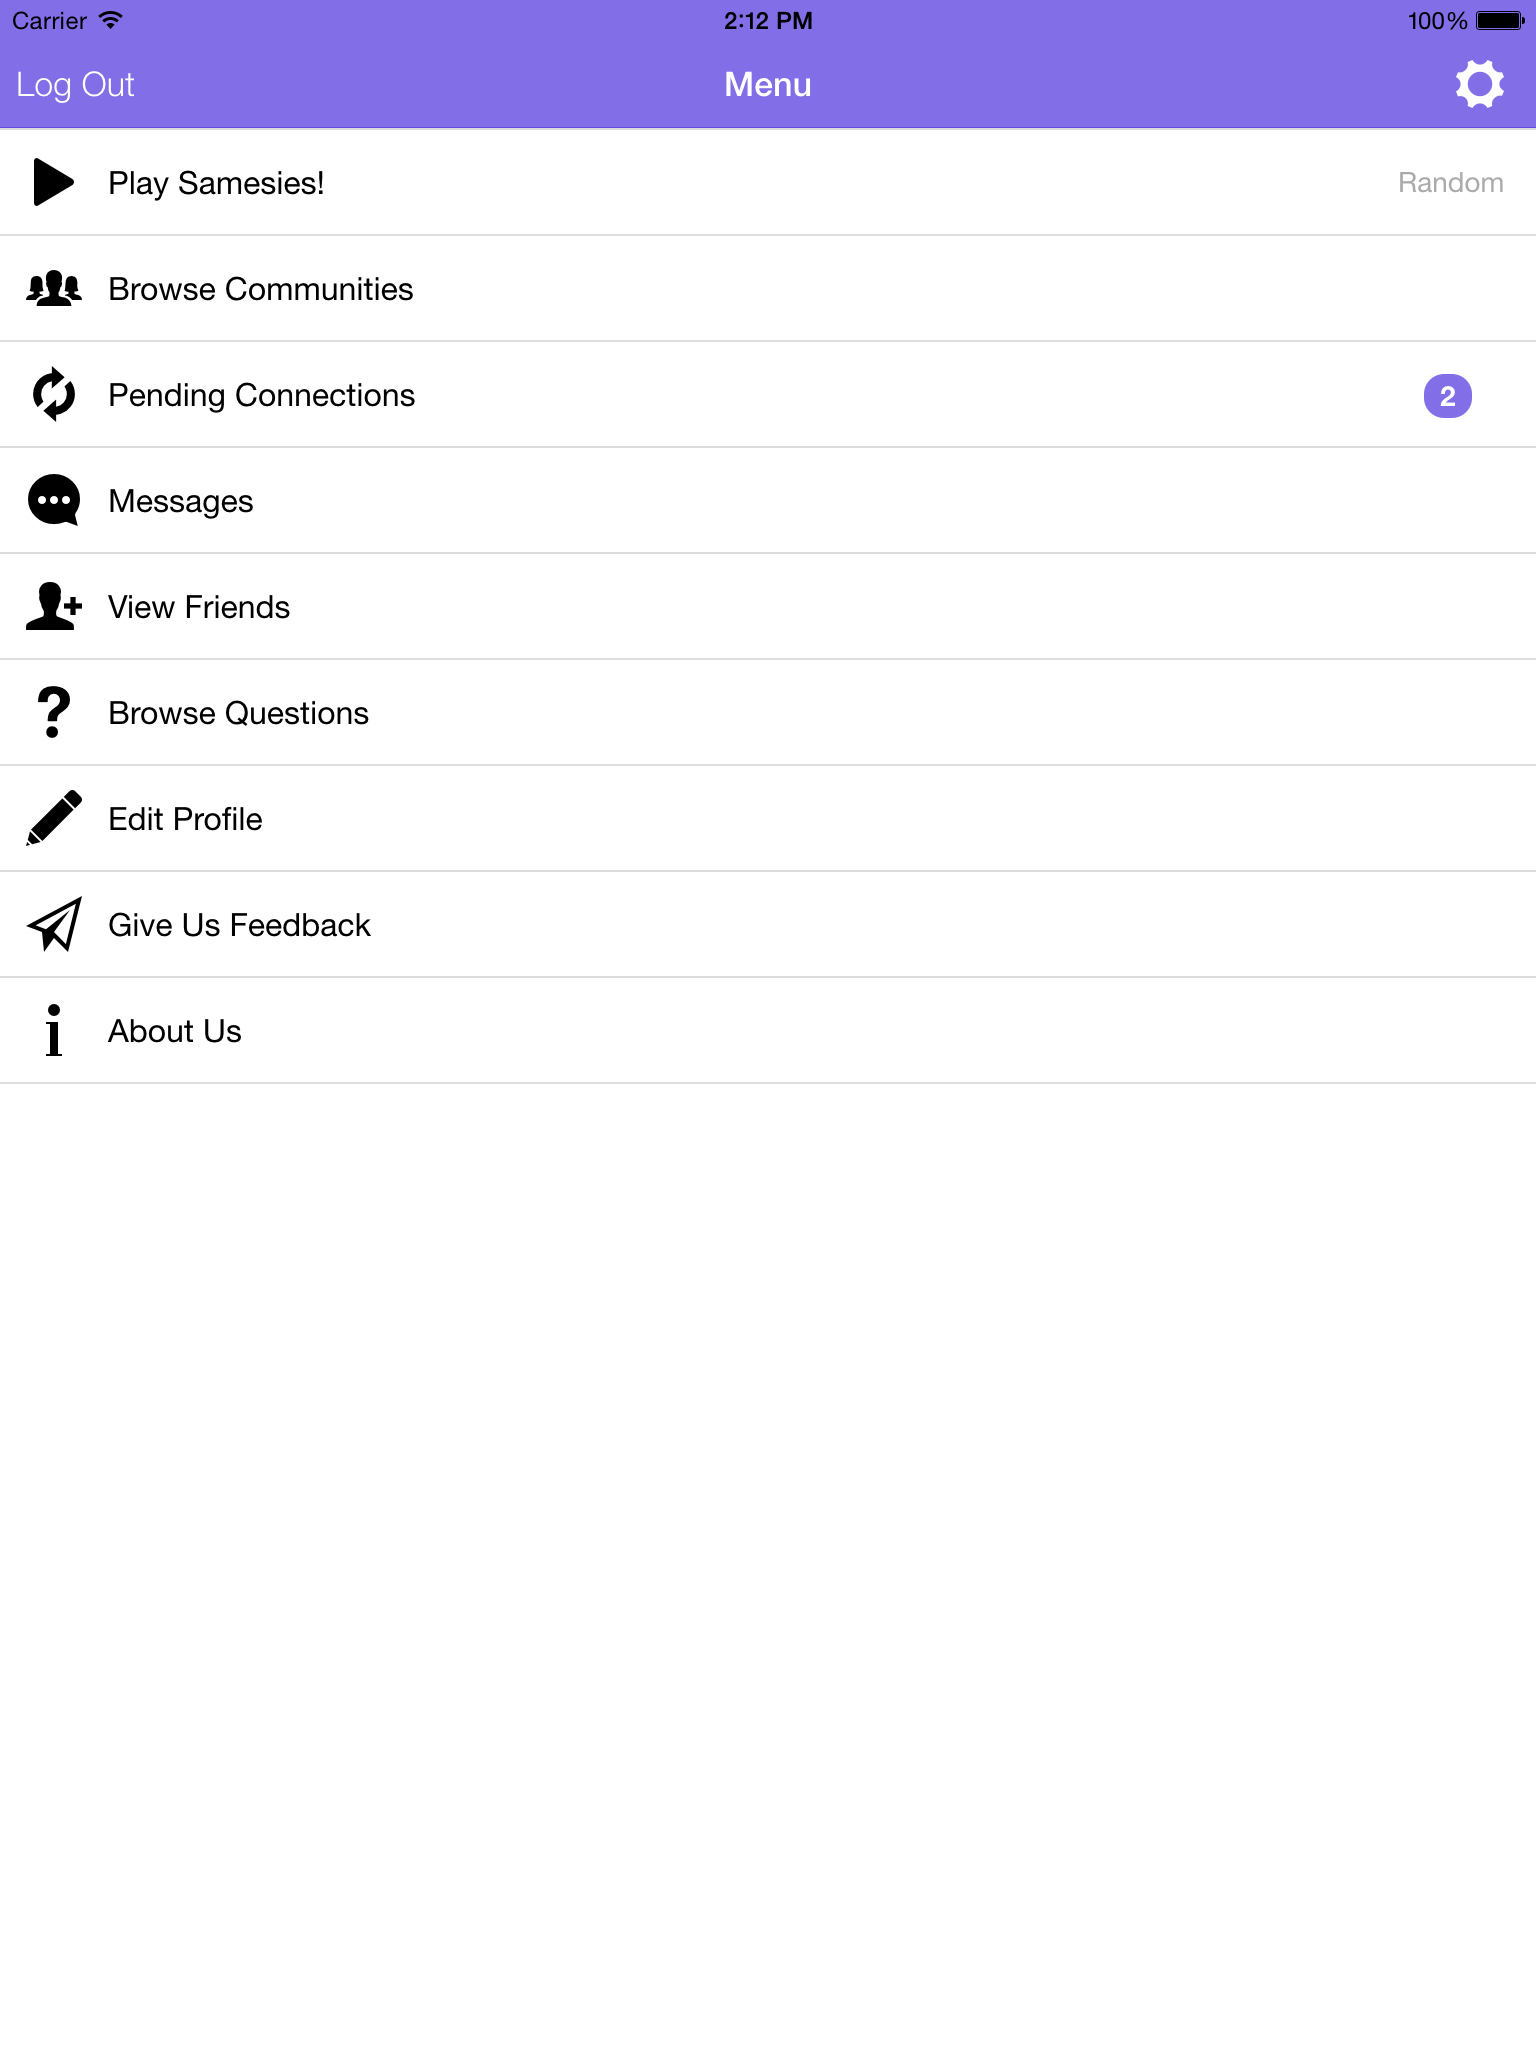 Carrier 2:12 PM 100%
Log Out Menu
Play Samesies! Random
Browse Communities
Pending Connections 2
Messages
View Friends
Browse Questions
Edit Profile
Give Us Feedback
About Us